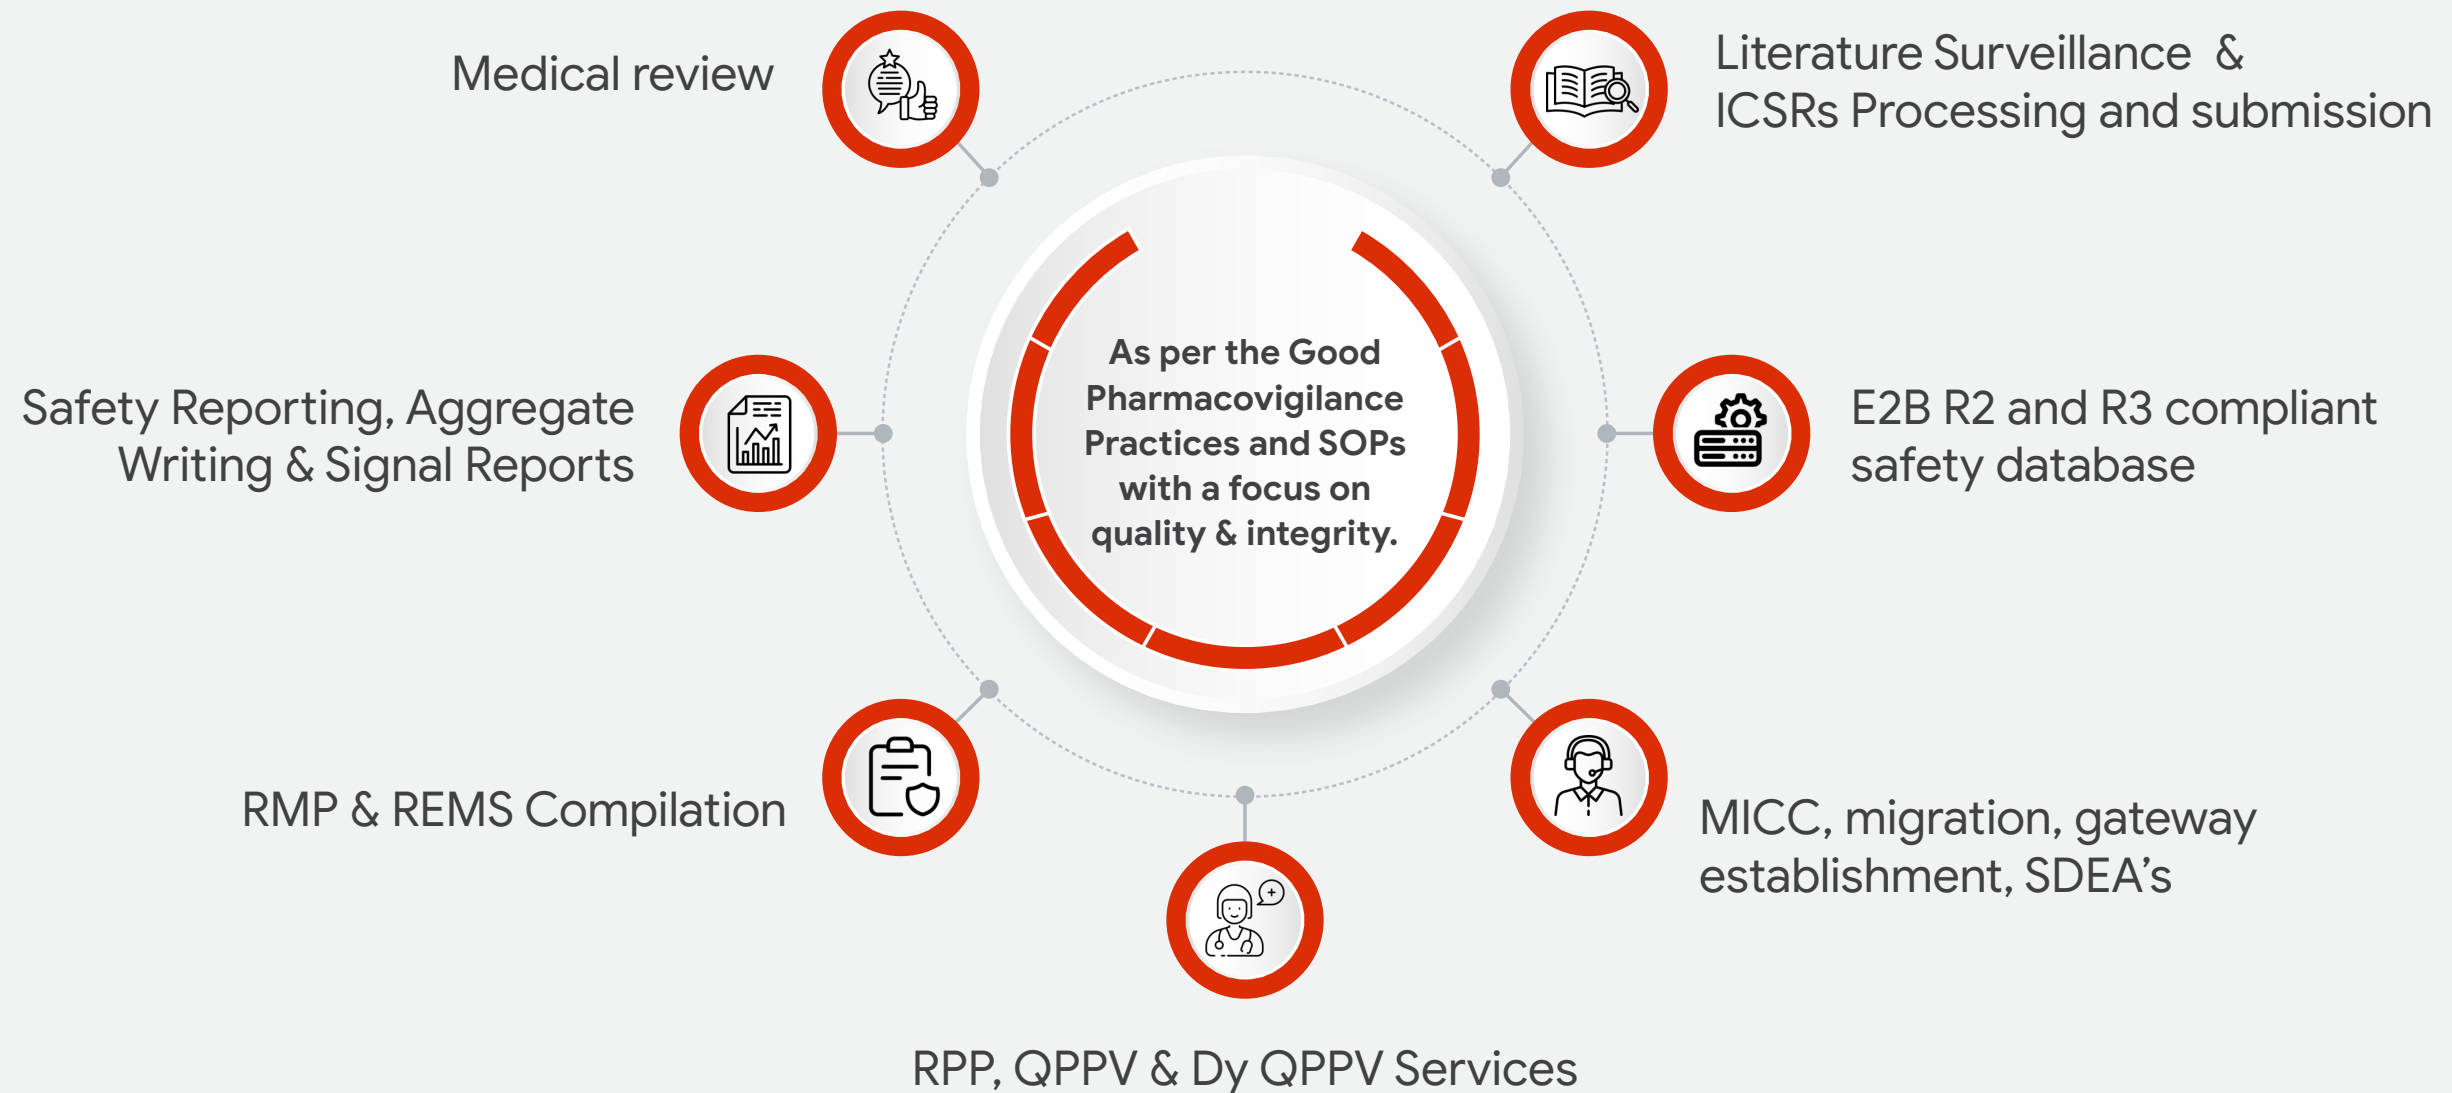 Medical review
Literature Surveillance &
ICSRs Processing and submission
As per the Good
Pharmacovigilance
Practices and SOPs
with a focus on
quality & integrity.
Safety Reporting, Aggregate
Writing & Signal Reports
E2B R2 and R3 compliant
safety database
RMP & REMS Compilation
MICC, migration, gateway
establishment, SDEA’s
RPP, QPPV & Dy QPPV Services